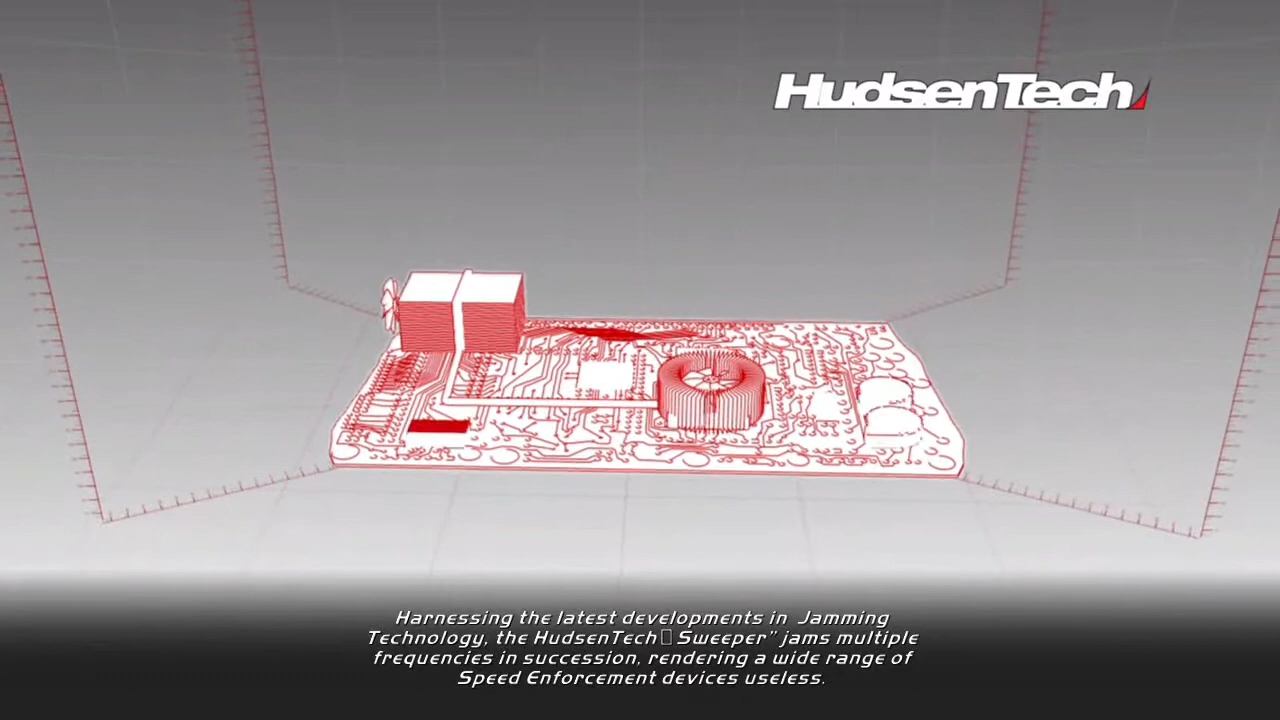 HudsenTech
Harnessing the latest developments in Jamming
Technology, the HudsenTech▯ Sweeper" jams multiple
frequencies in succession, rendering a wide range of
Speed Enforcement devices useless.